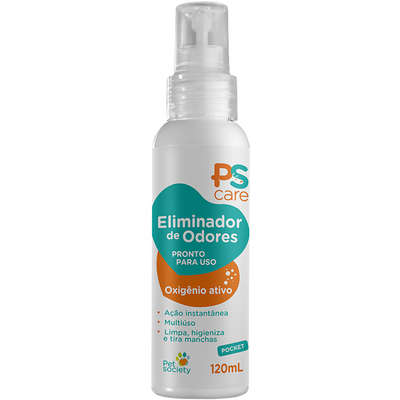 PS
care
Eliminador
de Odores
PRONTO
PARA USO
Oxigênio ativo
• Ação instantânea
• Multiúso
• Limpa, higieniza
e tira manchas
POCKET
Pet
society
120mL